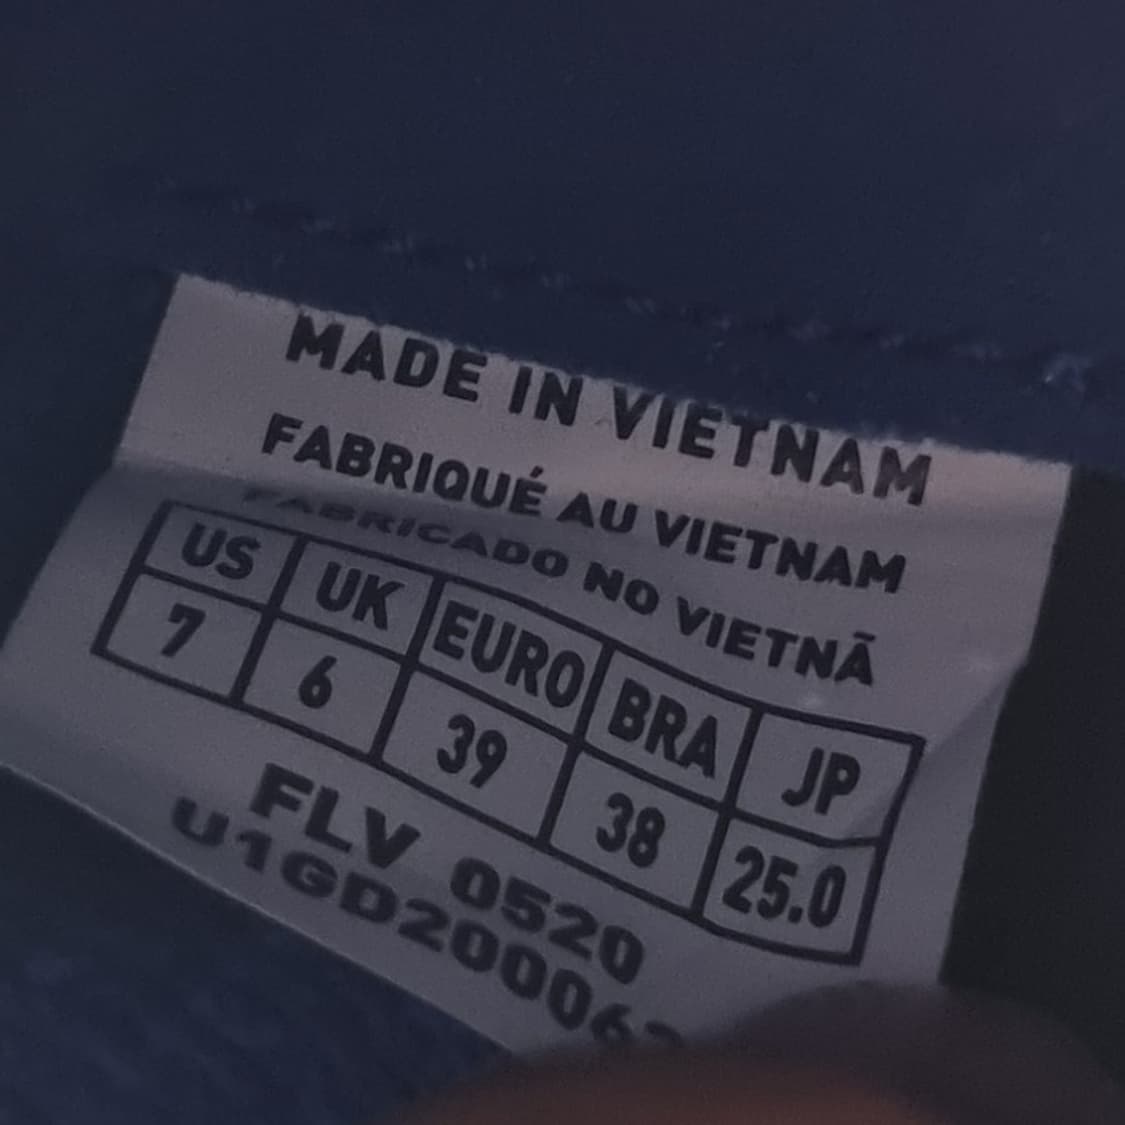 MADE IN VIETNAM
FABRIQUÉ AU VIETNAM
FABRICADO NO VIETNÃ
US UK EURO BRA JP
7 6 39 38 25.0
FLV 0520